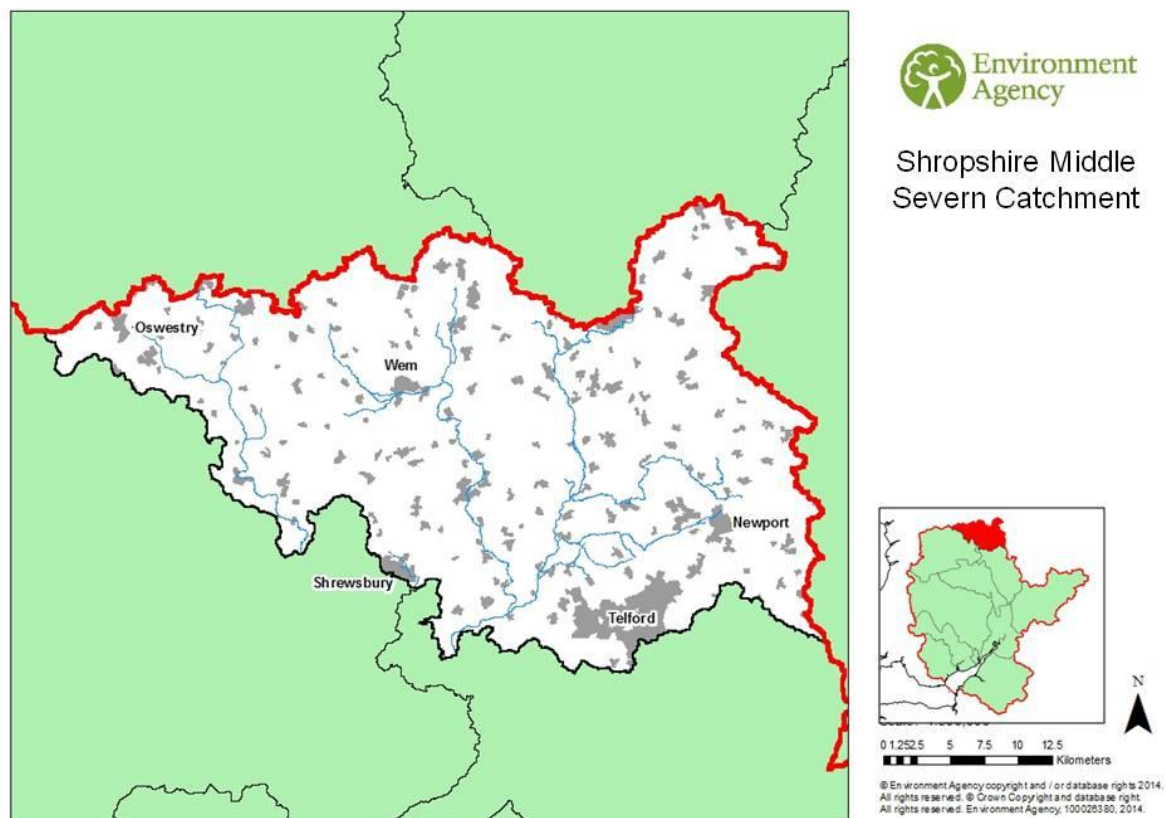 Environment
Agency
Shropshire Middle
Severn Catchment
Oswestry
Wem
Newport
Shrewsbury
Telford
N
0 1.252.5 5 7.5 10 12.5
Kilometers
© Environment Agency copyright and / or database rights 2014.
All rights reserved. © Crown Copyright and database right.
All rights reserved. Environment Agency, 100026380, 2014.